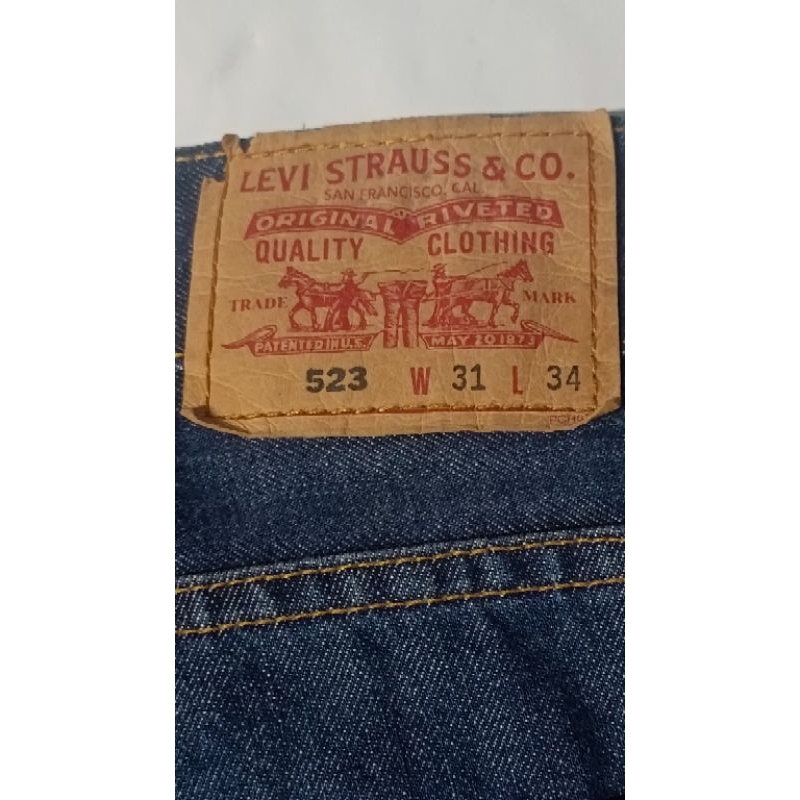 LEVI STRAUSS & CO.
SAN FRANCISCO, CAL
ORIGINAL RIVETED
QUALITY CLOTHING
TRADE MARK
PATENTED IN U.S. MAY 20 1873
523 W 31 L 34